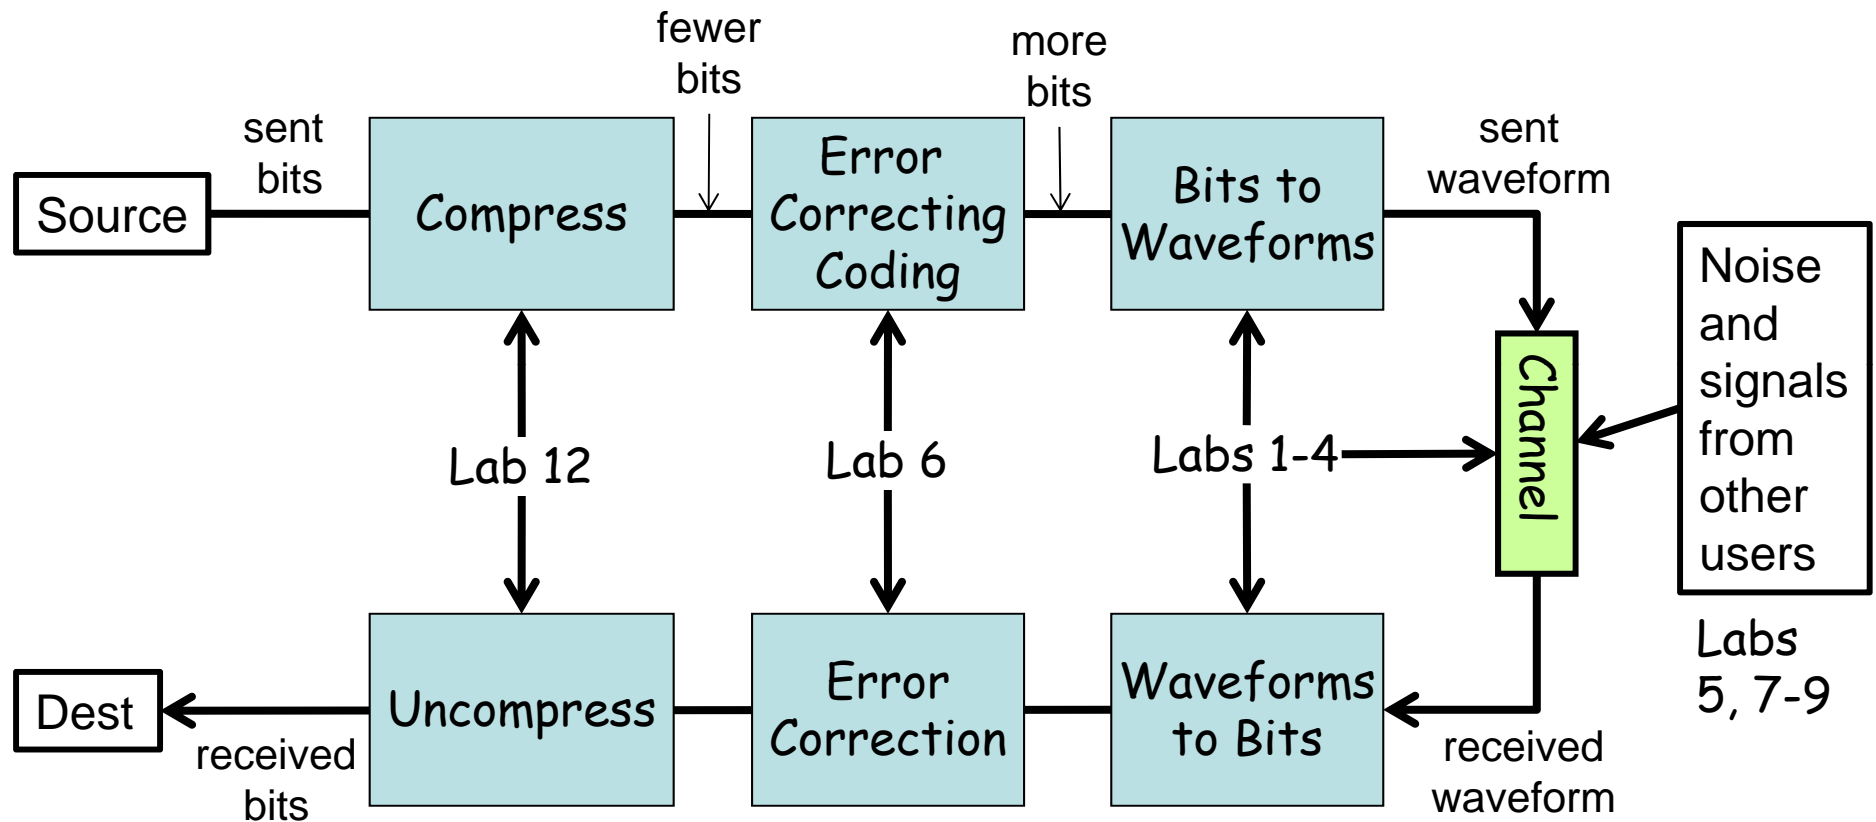 fewer
bits
more
bits
sent
bits
sent
waveform
Source
Compress
Error
Correcting
Coding
Bits to
Waveforms
Noise
and
signals
from
other
users
Channel
Lab 12
Lab 6
Labs 1-4
Labs
5, 7-9
Dest
Uncompress
Error
Correction
Waveforms
to Bits
received
bits
received
waveform